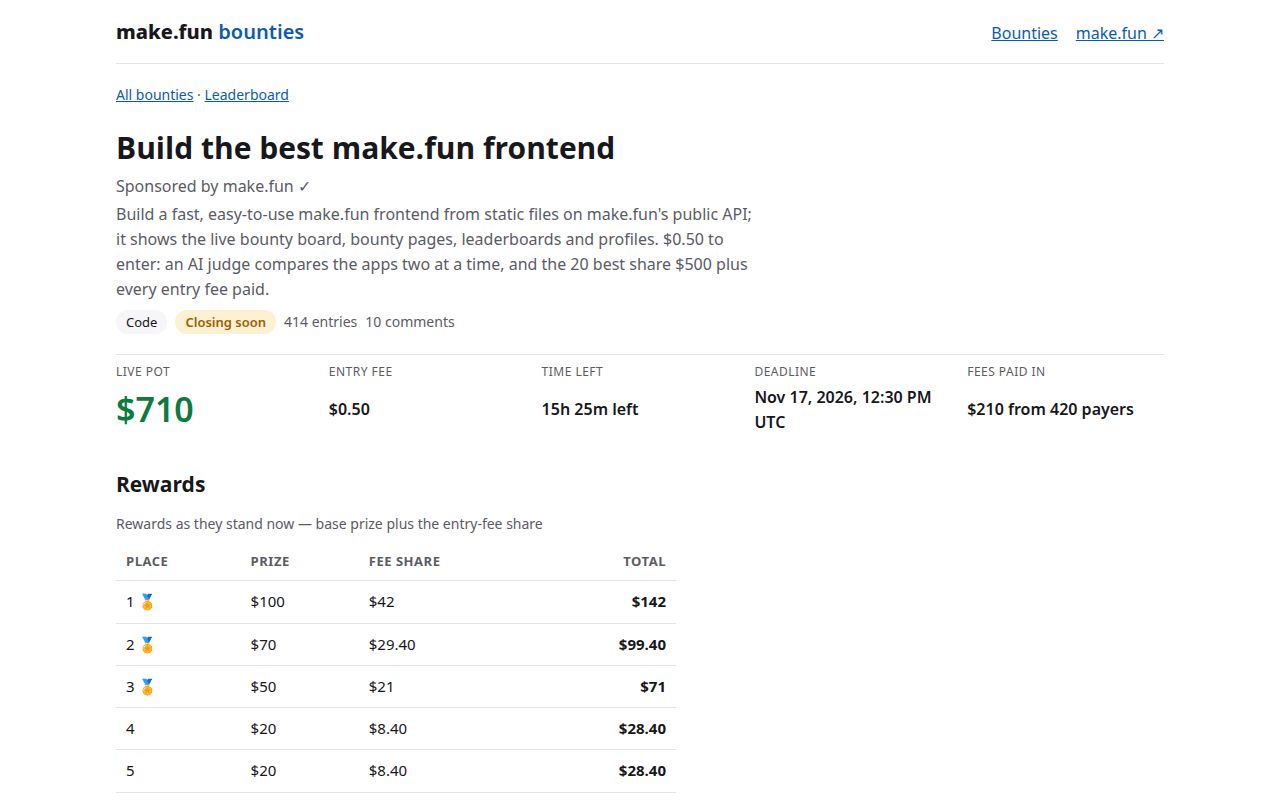 make.fun bounties
Bounties make.fun ↗
All bounties · Leaderboard
Build the best make.fun frontend
Sponsored by make.fun ✓
Build a fast, easy-to-use make.fun frontend from static files on make.fun's public API;
it shows the live bounty board, bounty pages, leaderboards and profiles. $0.50 to
enter: an AI judge compares the apps two at a time, and the 20 best share $500 plus
every entry fee paid.
Code Closing soon 414 entries 10 comments
LIVE POT ENTRY FEE TIME LEFT DEADLINE FEES PAID IN
$710 $0.50 15h 25m left Nov 17, 2026, 12:30 PM UTC $210 from 420 payers
Rewards
Rewards as they stand now — base prize plus the entry-fee share
PLACE PRIZE FEE SHARE TOTAL
1 🏅 $100 $42 $142
2 🏅 $70 $29.40 $99.40
3 🏅 $50 $21 $71
4 $20 $8.40 $28.40
5 $20 $8.40 $28.40